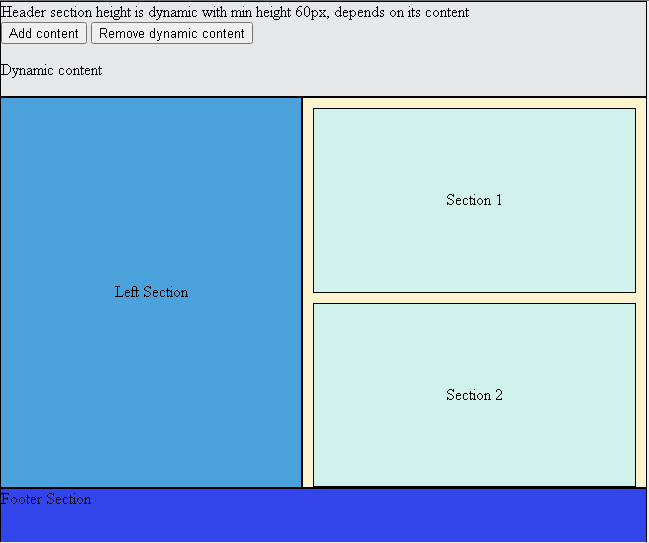 Header section height is dynamic with min height 60px, depends on its content
Add content Remove dynamic content
Dynamic content
Section 1
Left Section
Section 2
Footer Section